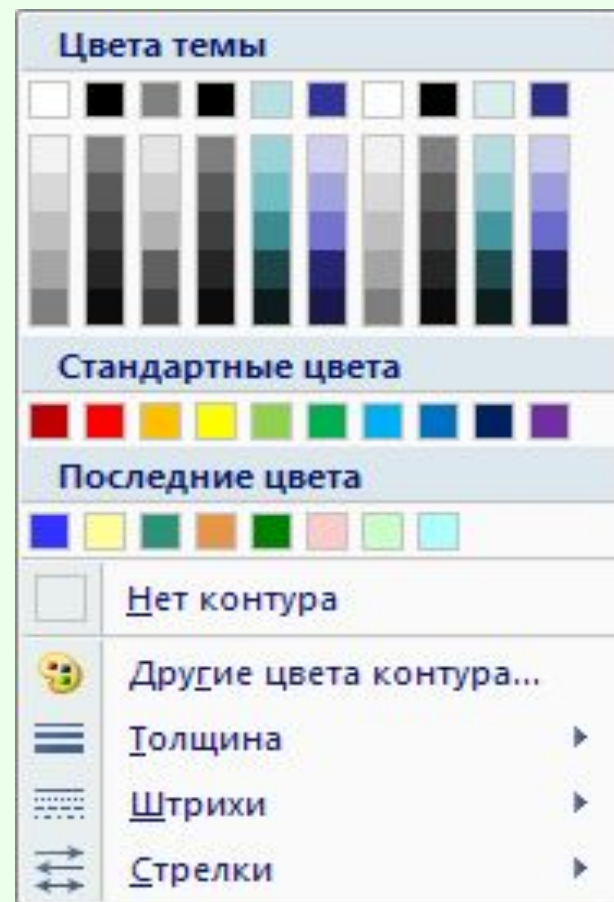 Цвета темы
Стандартные цвета
Последние цвета
Нет контура
Другие цвета контура...
Толщина
Штрихи
Стрелки